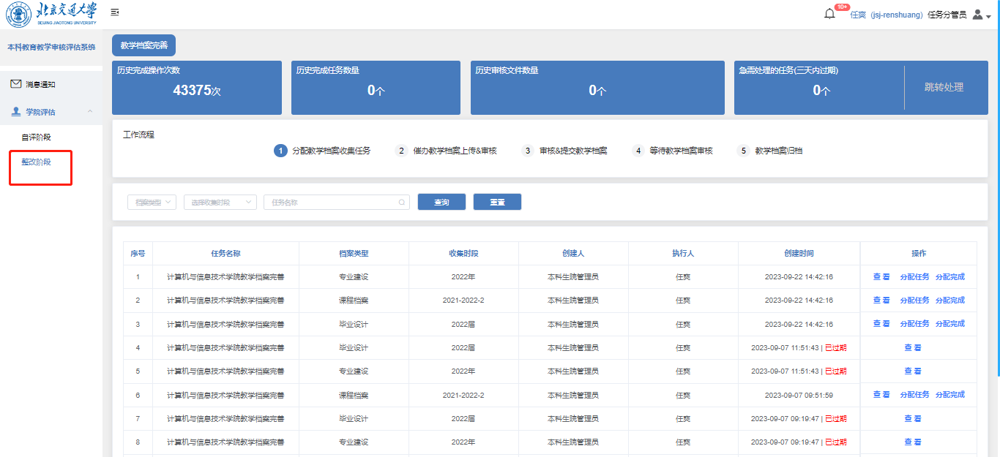 北京交通大学
BEIJING JIAOTONG UNIVERSITY
10+
任爽 (jsj-renshuang) 任务分管员
本科教育教学审核评估系统
消息通知
学院评估
自评阶段
整改阶段
教学档案完善
历史完成操作次数
43375次
历史完成任务数量
0个
历史审核文件数量
0个
急需处理的任务(三天内过期)
0个
跳转处理
工作流程
1 分配教学档案收集任务 2 催办教学档案上传&审核 3 审核&提交教学档案 4 等待教学档案审核 5 教学档案归档
档案类型 选择收集时段 任务名称 查询 重置
序号 任务名称 档案类型 收集时段 创建人 执行人 创建时间 操作
1 计算机与信息技术学院教学档案完善 专业建设 2022年 本科生院管理员 任爽 2023-09-22 14:42:16 查 看 分配任务 分配完成
2 计算机与信息技术学院教学档案完善 课程档案 2021-2022-2 本科生院管理员 任爽 2023-09-22 14:42:16 查 看 分配任务 分配完成
3 计算机与信息技术学院教学档案完善 毕业设计 2022届 本科生院管理员 任爽 2023-09-22 14:42:16 查 看 分配任务 分配完成
4 计算机与信息技术学院教学档案完善 毕业设计 2022届 本科生院管理员 任爽 2023-09-07 11:51:43 | 已过期 查 看
5 计算机与信息技术学院教学档案完善 专业建设 2022年 本科生院管理员 任爽 2023-09-07 11:51:43 | 已过期 查 看
6 计算机与信息技术学院教学档案完善 课程档案 2021-2022-2 本科生院管理员 任爽 2023-09-07 09:51:59 查 看 分配任务 分配完成
7 计算机与信息技术学院教学档案完善 毕业设计 2022届 本科生院管理员 任爽 2023-09-07 09:19:47 | 已过期 查 看
8 计算机与信息技术学院教学档案完善 专业建设 2022年 本科生院管理员 任爽 2023-09-07 09:19:47 | 已过期 查 看